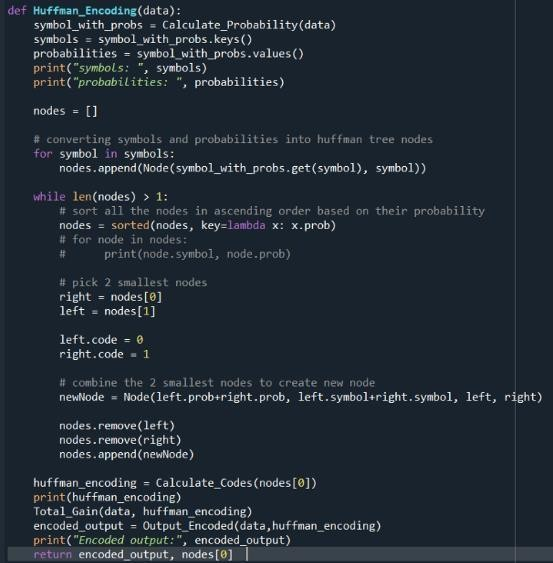 def Huffman_Encoding(data):
    symbol_with_probs = Calculate_Probability(data)
    symbols = symbol_with_probs.keys()
    probabilities = symbol_with_probs.values()
    print("symbols: ", symbols)
    print("probabilities: ", probabilities)

    nodes = []

    # converting symbols and probabilities into huffman tree nodes
    for symbol in symbols:
        nodes.append(Node(symbol_with_probs.get(symbol), symbol))

    while len(nodes) > 1:
        # sort all the nodes in ascending order based on their probability
        nodes = sorted(nodes, key=lambda x: x.prob)
        # for node in nodes:
        #      print(node.symbol, node.prob)

        # pick 2 smallest nodes
        right = nodes[0]
        left = nodes[1]

        left.code = 0
        right.code = 1

        # combine the 2 smallest nodes to create new node
        newNode = Node(left.prob+right.prob, left.symbol+right.symbol, left, right)

        nodes.remove(left)
        nodes.remove(right)
        nodes.append(newNode)

    huffman_encoding = Calculate_Codes(nodes[0])
    print(huffman_encoding)
    Total_Gain(data, huffman_encoding)
    encoded_output = Output_Encoded(data,huffman_encoding)
    print("Encoded output:", encoded_output)
    return encoded_output, nodes[0]